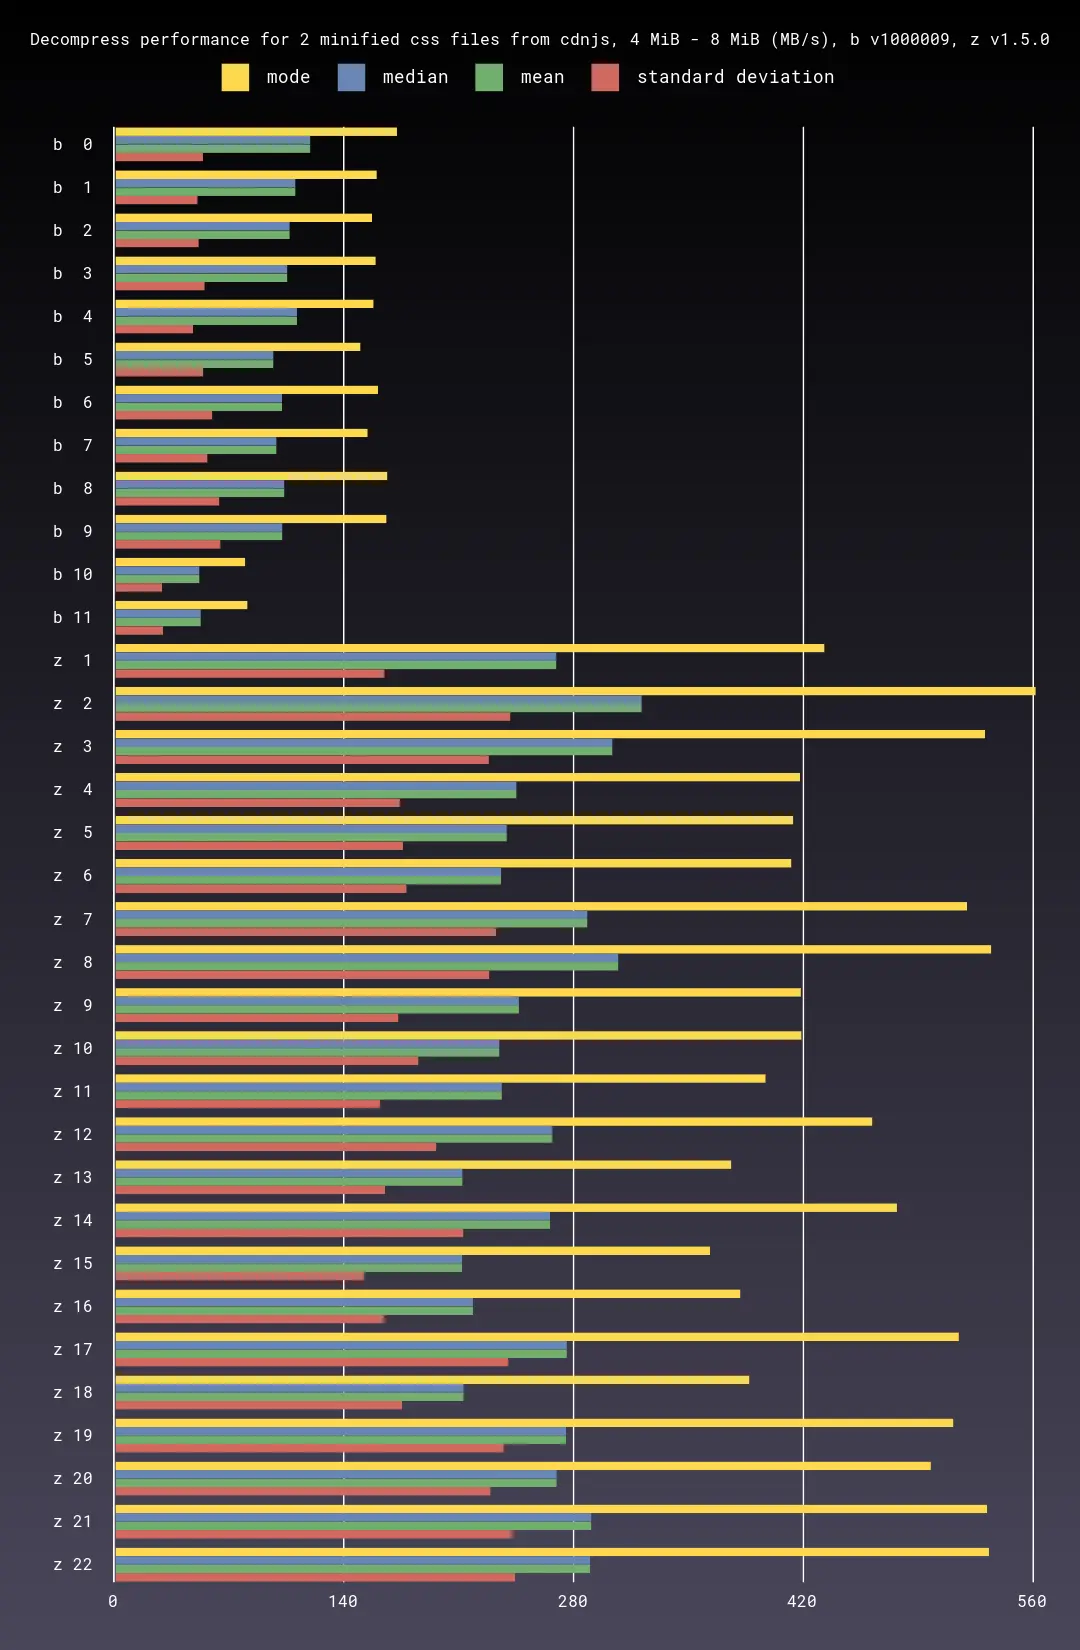 Decompress performance for 2 minified css files from cdnjs, 4 MiB - 8 MiB (MB/s), b v1000009, z v1.5.0
mode median mean standard deviation
b 0
b 1
b 2
b 3
b 4
b 5
b 6
b 7
b 8
b 9
b 10
b 11
z 1
z 2
z 3
z 4
z 5
z 6
z 7
z 8
z 9
z 10
z 11
z 12
z 13
z 14
z 15
z 16
z 17
z 18
z 19
z 20
z 21
z 22
0 140 280 420 560